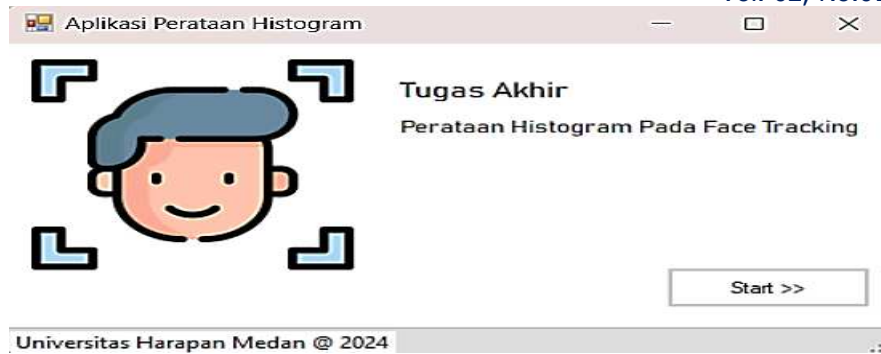 Aplikasi Perataan Histogram
Tugas Akhir
Perataan Histogram Pada Face Tracking
Start >>
Universitas Harapan Medan @ 2024